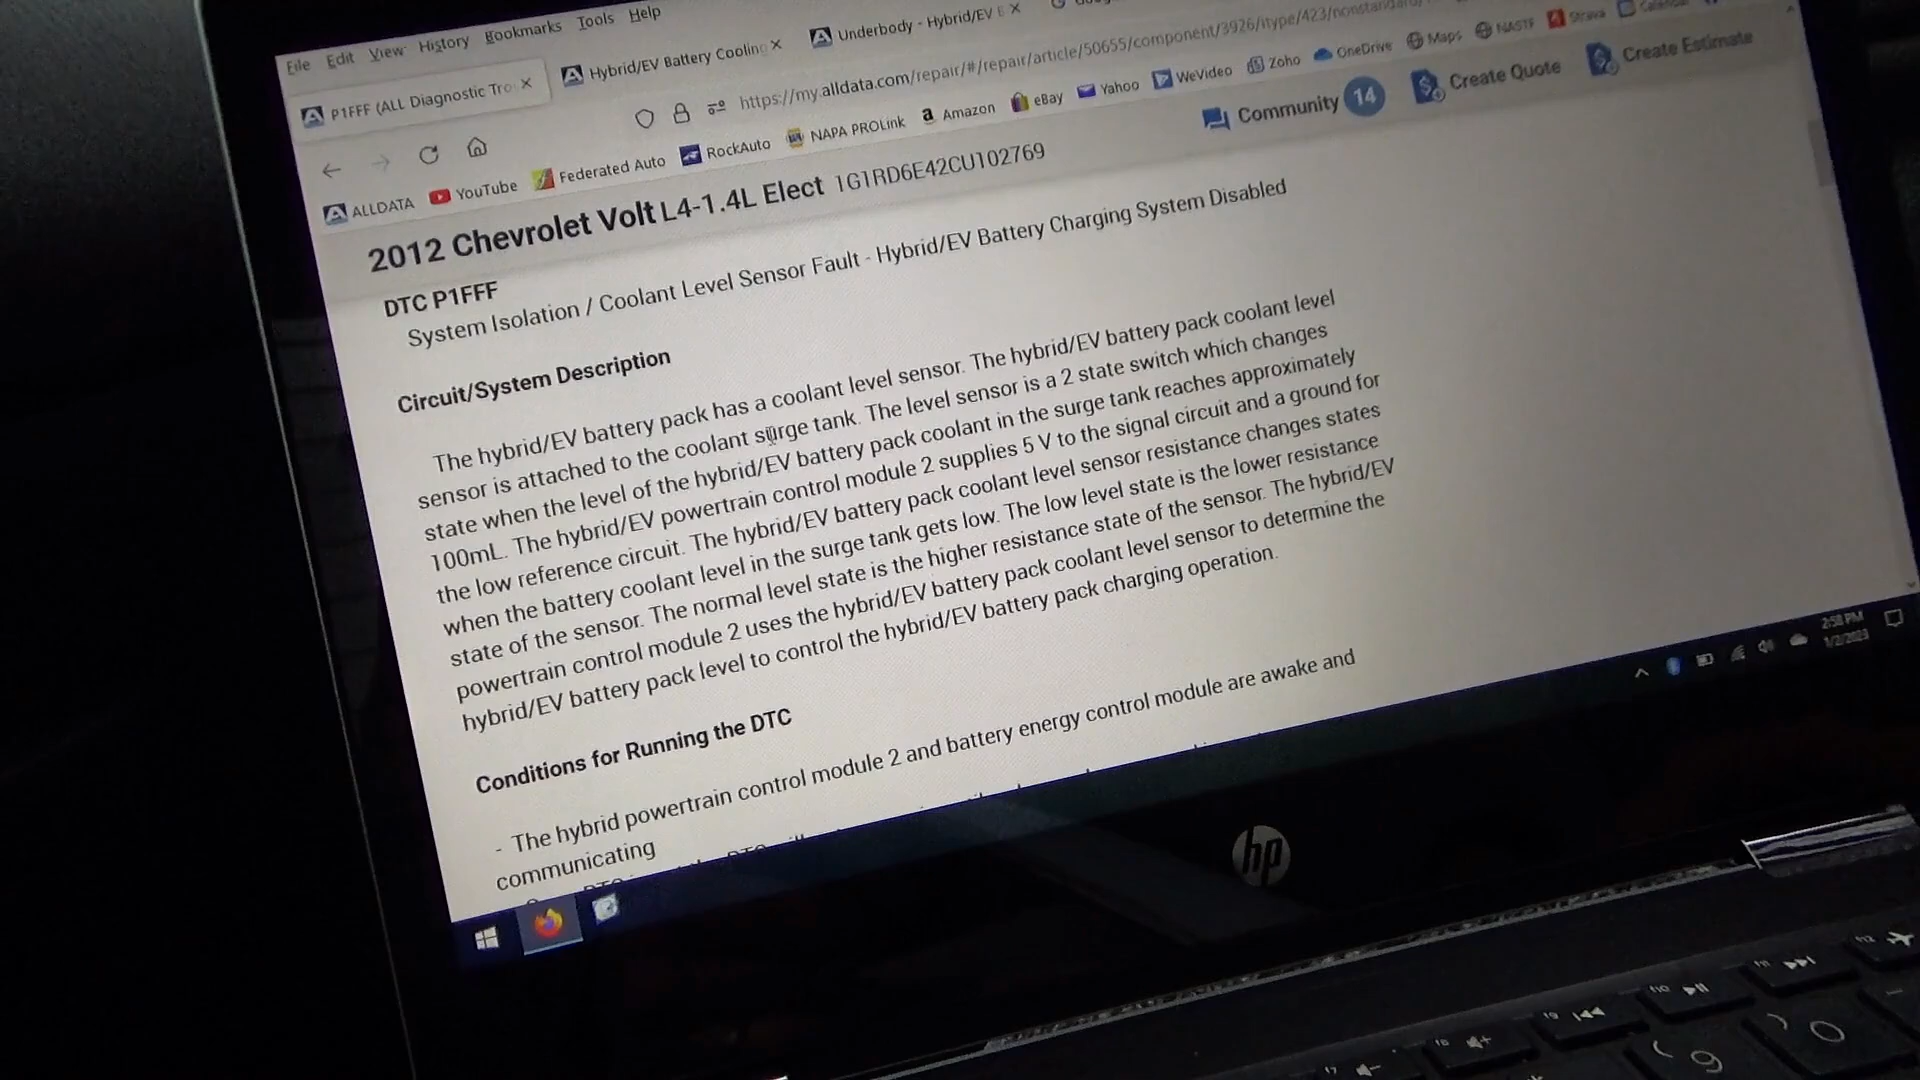 File Edit View History Bookmarks Tools Help
P1FFF (ALL Diagnostic Tro
Hybrid/EV Battery Cooling
Underbody - Hybrid/EV
https://my.alldata.com/repair/#/repair/article/50655/component/3926/itype/423/nonstandard/
ALLDATA YouTube Federated Auto RockAuto NAPA PROLink Amazon eBay Yahoo WeVideo Zoho OneDrive Maps NASTF Strava
Community 14 Create Quote Create Estimate
2012 Chevrolet Volt L4-1.4L Elect 1G1RD6E42CU102769
DTC P1FFF
System Isolation / Coolant Level Sensor Fault - Hybrid/EV Battery Charging System Disabled
Circuit/System Description
The hybrid/EV battery pack has a coolant level sensor. The hybrid/EV battery pack coolant level
sensor is attached to the coolant surge tank. The level sensor is a 2 state switch which changes
state when the level of the hybrid/EV battery pack coolant in the surge tank reaches approximately
100mL. The hybrid/EV powertrain control module 2 supplies 5 V to the signal circuit and a ground for
the low reference circuit. The hybrid/EV battery pack coolant level sensor resistance changes states
when the battery coolant level in the surge tank gets low. The low level state is the lower resistance
state of the sensor. The normal level state is the higher resistance state of the sensor. The hybrid/EV
powertrain control module 2 uses the hybrid/EV battery pack coolant level sensor to determine the
hybrid/EV battery pack level to control the hybrid/EV battery pack charging operation.
Conditions for Running the DTC
- The hybrid powertrain control module 2 and battery energy control module are awake and
communicating
2:58 PM
1/2/2023
hp